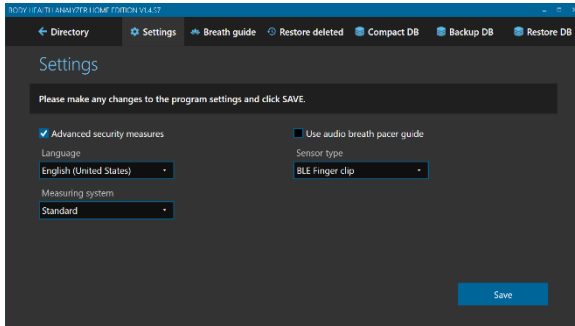 BODY HEALTH ANALYZER HOME EDITION V1.4.57
Directory Settings Breath guide Restore deleted Compact DB Backup DB Restore DB
Settings
Please make any changes to the program settings and click SAVE.
Advanced security measures Use audio breath pacer guide
Language Sensor type
English (United States) BLE Finger clip
Measuring system
Standard
Save